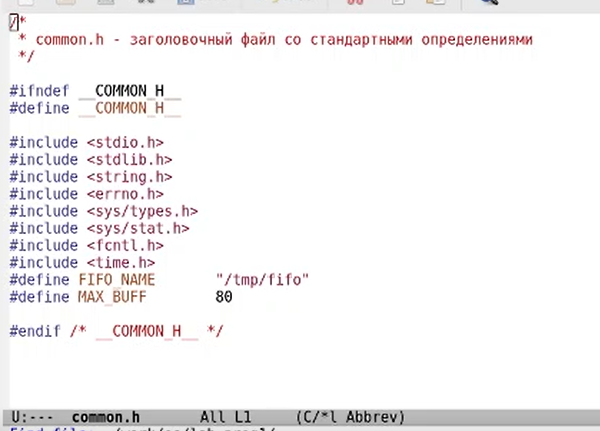 /*
 * common.h - заголовочный файл со стандартными определениями
 */
#ifndef __COMMON_H__
#define __COMMON_H__
#include <stdio.h>
#include <stdlib.h>
#include <string.h>
#include <errno.h>
#include <sys/types.h>
#include <sys/stat.h>
#include <fcntl.h>
#include <time.h>
#define FIFO_NAME "/tmp/fifo"
#define MAX_BUFF 80
#endif /* __COMMON_H__ */
U:--- common.h All L1 (C/*l Abbrev)